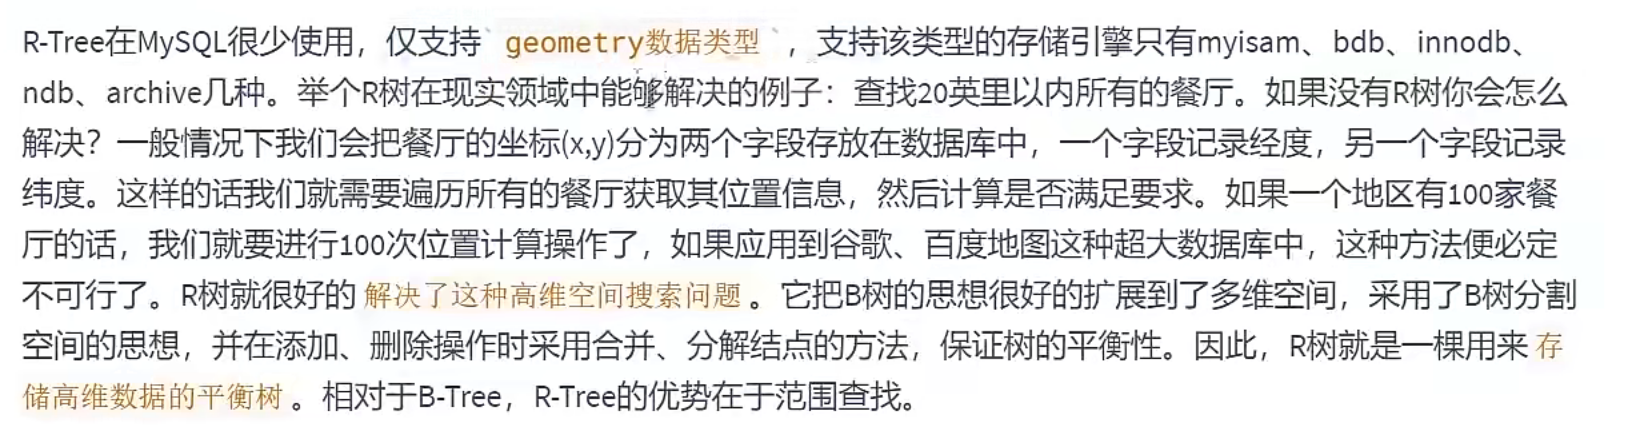 R-Tree在MySQL很少使用，仅支持`geometry数据类型`，支持该类型的存储引擎只有myisam、bdb、innodb、
ndb、archive几种。举个R树在现实领域中能够解决的例子：查找20英里以内所有的餐厅。如果没有R树你会怎么
解决？一般情况下我们会把餐厅的坐标(x,y)分为两个字段存放在数据库中，一个字段记录经度，另一个字段记录
纬度。这样的话我们就需要遍历所有的餐厅获取其位置信息，然后计算是否满足要求。如果一个地区有100家餐
厅的话，我们就要进行100次位置计算操作了，如果应用到谷歌、百度地图这种超大数据库中，这种方法便必定
不可行了。R树就很好的 解决了这种高维空间搜索问题 。它把B树的思想很好的扩展到了多维空间，采用了B树分割
空间的思想，并在添加、删除操作时采用合并、分解结点的方法，保证树的平衡性。因此，R树就是一棵用来 存
储高维数据的平衡树 。相对于B-Tree，R-Tree的优势在于范围查找。